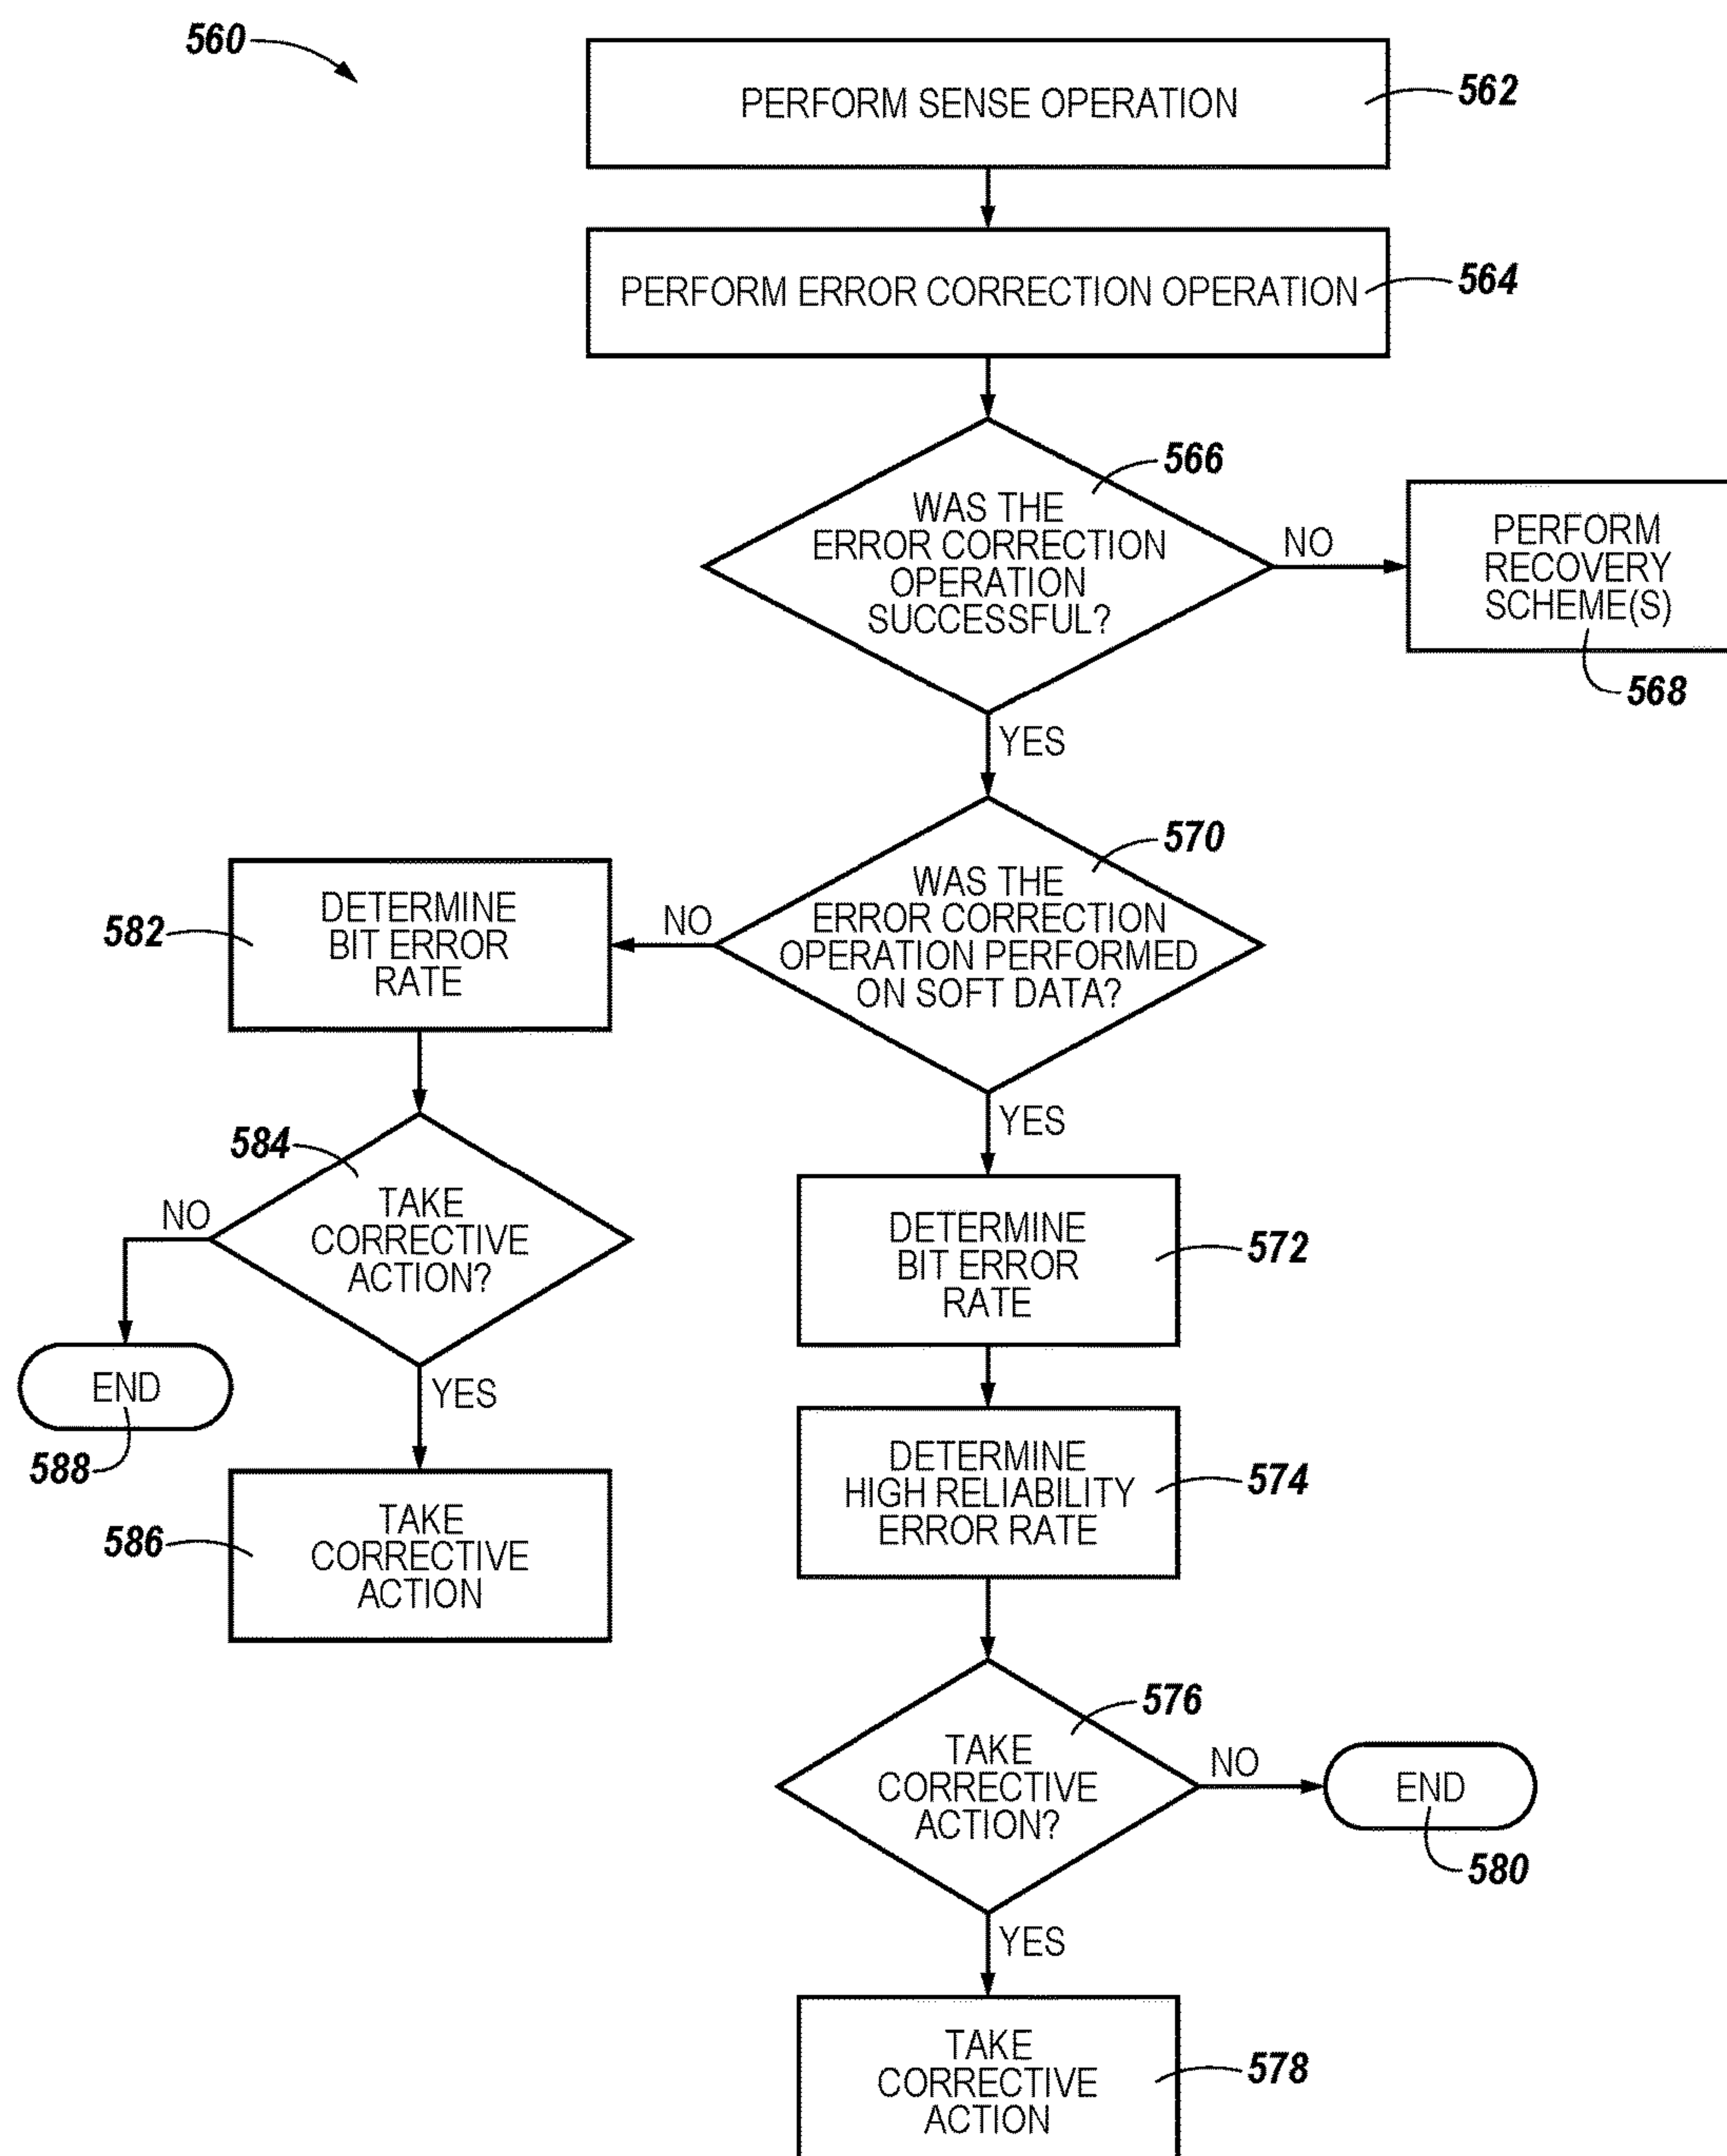 560
PERFORM SENSE OPERATION
562
PERFORM ERROR CORRECTION OPERATION
564
566
WAS THE
ERROR CORRECTION
OPERATION
SUCCESSFUL?
NO
PERFORM
RECOVERY
SCHEME(S)
568
YES
570
WAS THE
ERROR CORRECTION
OPERATION PERFORMED
ON SOFT DATA?
NO
582
DETERMINE
BIT ERROR
RATE
584
TAKE
CORRECTIVE
ACTION?
NO
END
588
YES
586
TAKE
CORRECTIVE
ACTION
YES
DETERMINE
BIT ERROR
RATE
572
DETERMINE
HIGH RELIABILITY
ERROR RATE
574
576
TAKE
CORRECTIVE
ACTION?
NO
END
580
YES
TAKE
CORRECTIVE
ACTION
578